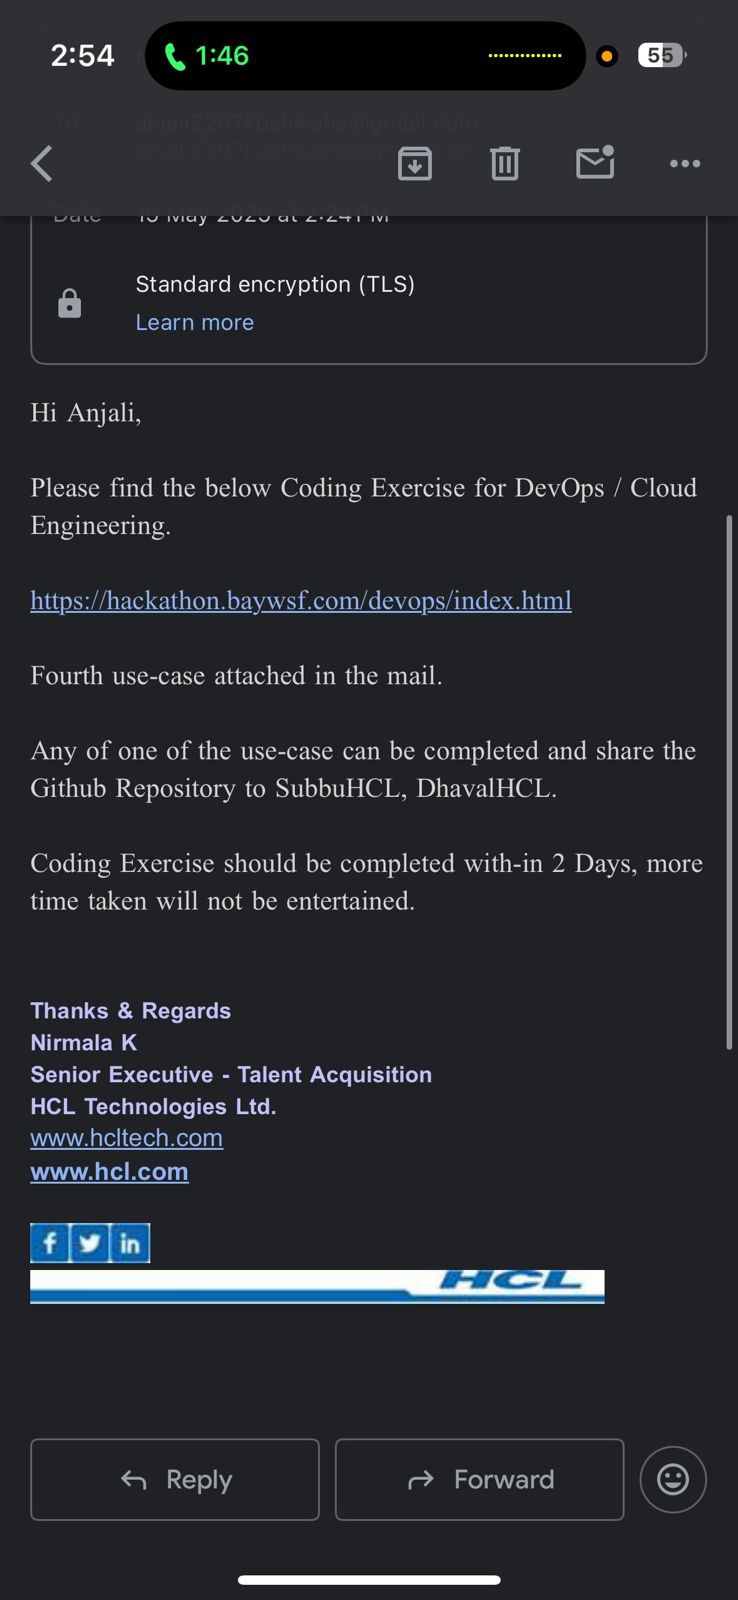 2:54 1:46 55
To anjali2207kushwaha@gmail.com
Date 15 May 2025 at 2:24 PM
Standard encryption (TLS)
Learn more
Hi Anjali,
Please find the below Coding Exercise for DevOps / Cloud
Engineering.
https://hackathon.baywsf.com/devops/index.html
Fourth use-case attached in the mail.
Any of one of the use-case can be completed and share the
Github Repository to SubbuHCL, DhavalHCL.
Coding Exercise should be completed with-in 2 Days, more
time taken will not be entertained.
Thanks & Regards
Nirmala K
Senior Executive - Talent Acquisition
HCL Technologies Ltd.
www.hcltech.com
www.hcl.com
f in
HCL
Reply Forward